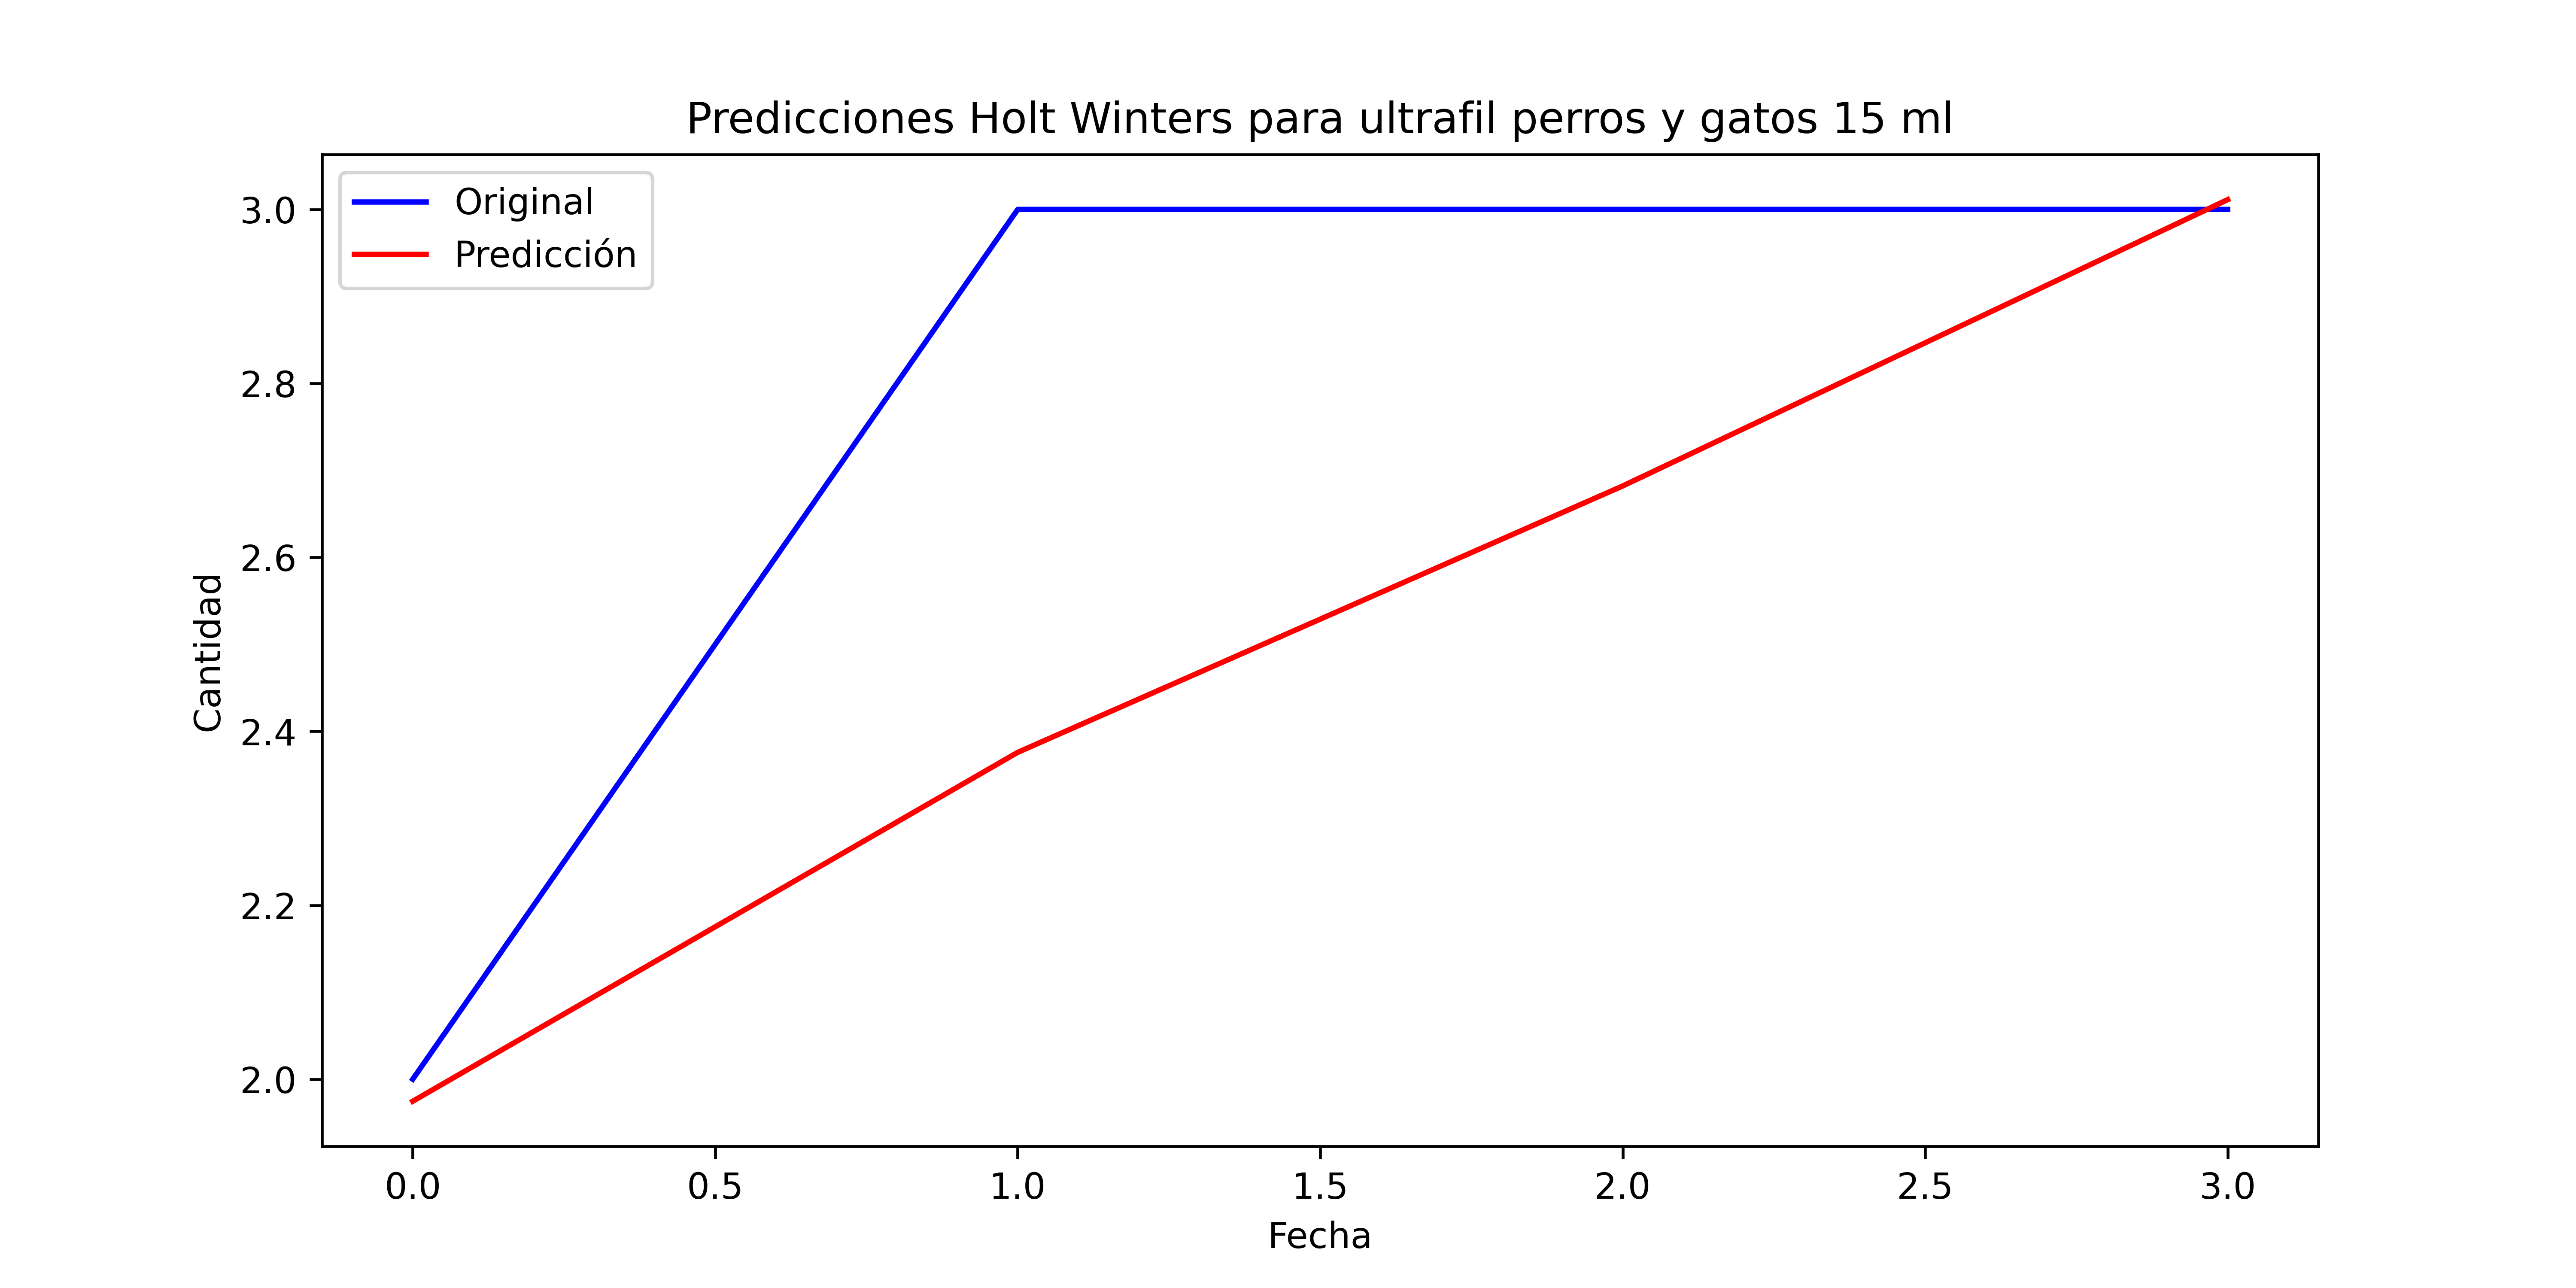 Predicciones Holt Winters para ultrafil perros y gatos 15 ml
Original
Predicción
3.0
2.8
2.6
2.4
2.2
2.0
Cantidad
0.0 0.5 1.0 1.5 2.0 2.5 3.0
Fecha